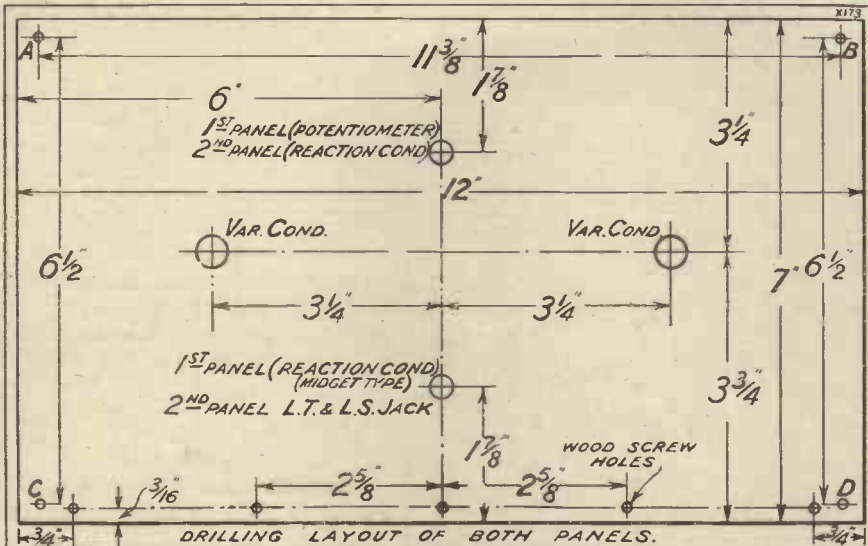 X173
A
B
11 3/8"
1 7/8"
6"
3 1/4"
1ST PANEL (POTENTIOMETER)
2ND PANEL (REACTION COND)
12"
VAR. COND.
VAR. COND.
6 1/2"
7"
6 1/2"
3 1/4"
3 1/4"
1ST PANEL (REACTION COND)
(MIDGET TYPE)
2ND PANEL L.T. & L.S. JACK
3 3/4"
1 7/8"
WOOD SCREW
HOLES
C
3/16"
2 5/8"
2 5/8"
D
3/4"
DRILLING LAYOUT OF BOTH PANELS.
3/4"